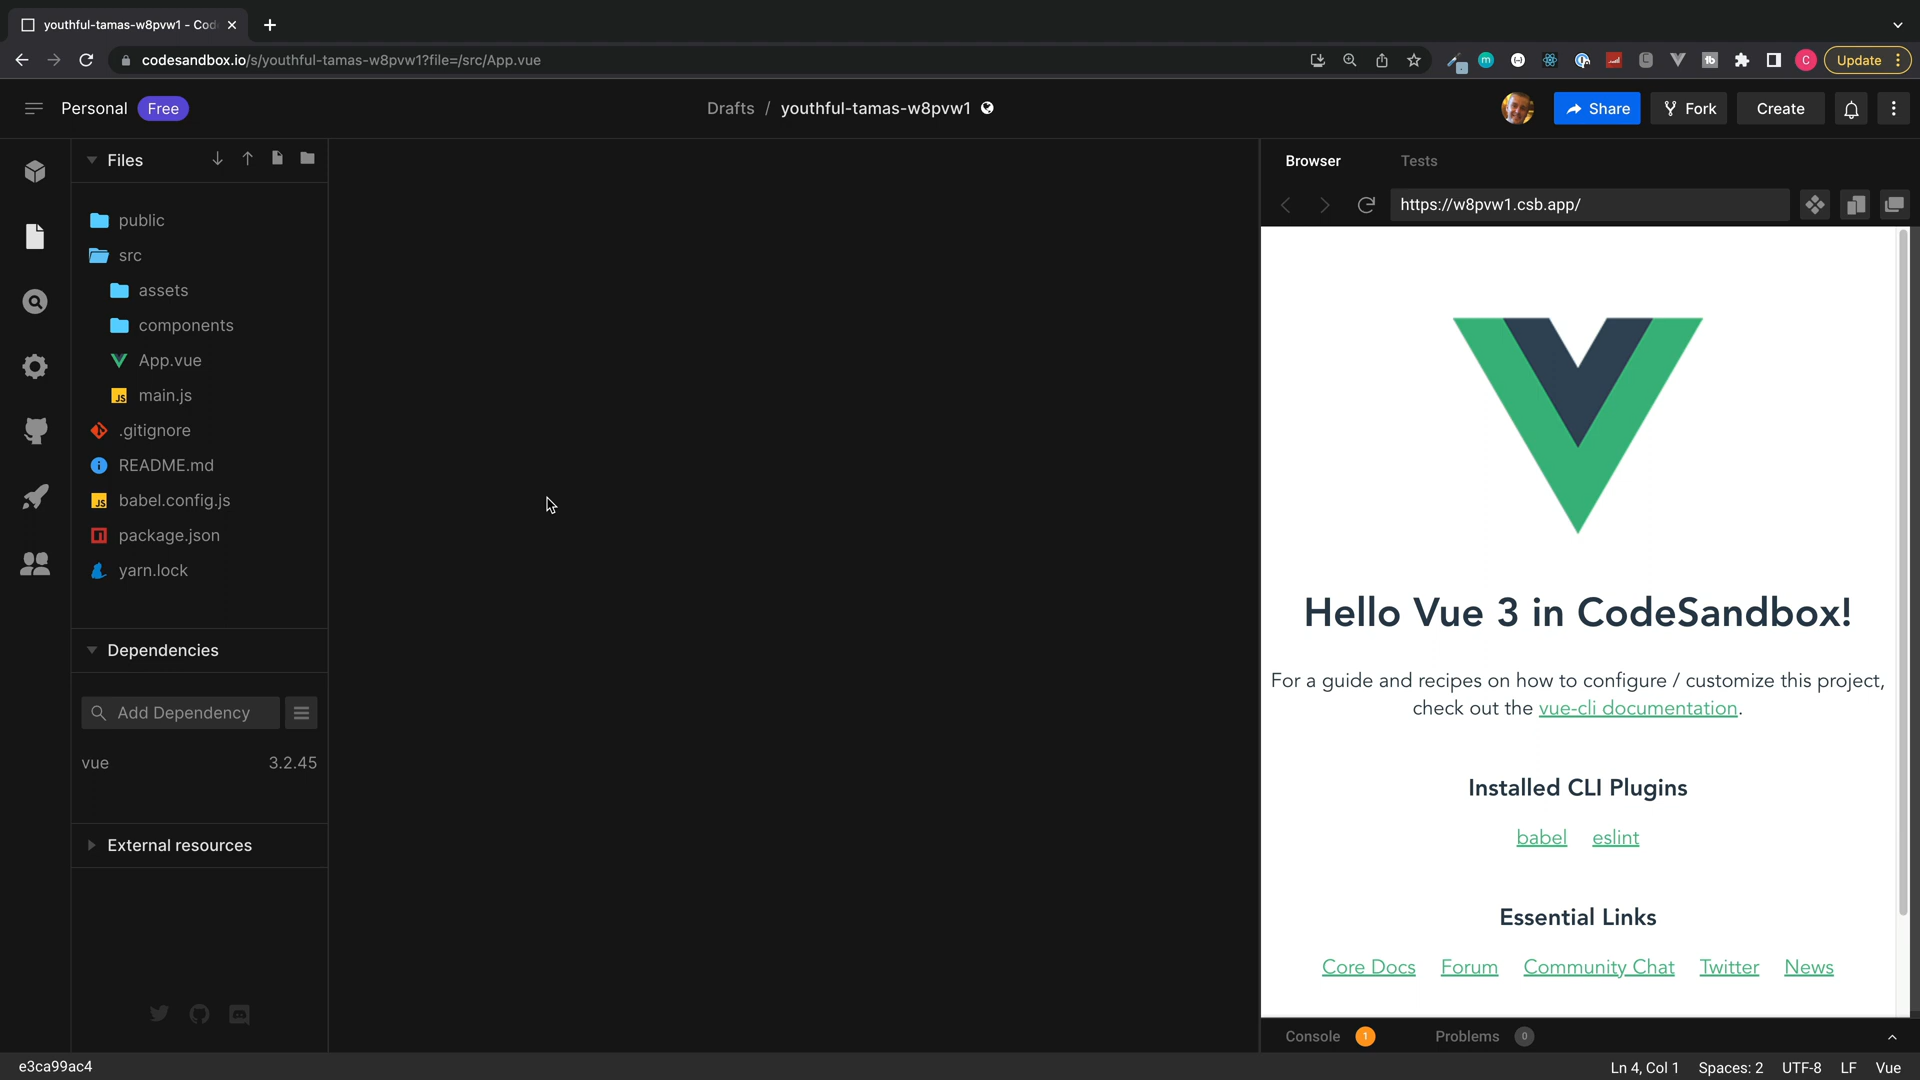 youthful-tamas-w8pvw1 - Cod
codesandbox.io/s/youthful-tamas-w8pvw1?file=/src/App.vue
Update
Personal Free
Drafts / youthful-tamas-w8pvw1
Share
Fork
Create
Files
public
src
assets
components
App.vue
main.js
.gitignore
README.md
babel.config.js
package.json
yarn.lock
Dependencies
Add Dependency
vue 3.2.45
External resources
Browser Tests
https://w8pvw1.csb.app/
Hello Vue 3 in CodeSandbox!
For a guide and recipes on how to configure / customize this project,
check out the vue-cli documentation.
Installed CLI Plugins
babel eslint
Essential Links
Core Docs Forum Community Chat Twitter News
Console 1 Problems 0
e3ca99ac4
Ln 4, Col 1 Spaces: 2 UTF-8 LF Vue